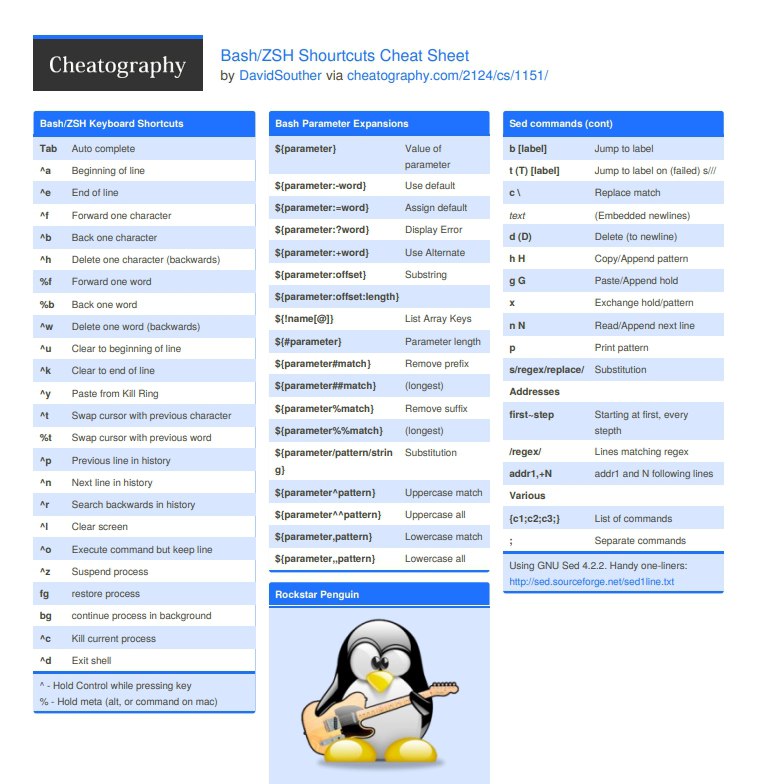 Cheatography
Bash/ZSH Shourtcuts Cheat Sheet
by DavidSouther via cheatography.com/2124/cs/1151/
Bash/ZSH Keyboard Shortcuts
Tab Auto complete
^a Beginning of line
^e End of line
^f Forward one character
^b Back one character
^h Delete one character (backwards)
%f Forward one word
%b Back one word
^w Delete one word (backwards)
^u Clear to beginning of line
^k Clear to end of line
^y Paste from Kill Ring
^t Swap cursor with previous character
%t Swap cursor with previous word
^p Previous line in history
^n Next line in history
^r Search backwards in history
^l Clear screen
^o Execute command but keep line
^z Suspend process
fg restore process
bg continue process in background
^c Kill current process
^d Exit shell
^ - Hold Control while pressing key
% - Hold meta (alt, or command on mac)
Bash Parameter Expansions
${parameter} Value of
parameter
${parameter:-word} Use default
${parameter:=word} Assign default
${parameter:?word} Display Error
${parameter:+word} Use Alternate
${parameter:offset} Substring
${parameter:offset:length}
${!name[@]} List Array Keys
${#parameter} Parameter length
${parameter#match} Remove prefix
${parameter##match} (longest)
${parameter%match} Remove suffix
${parameter%%match} (longest)
${parameter/pattern/strin Substitution
g}
${parameter^pattern} Uppercase match
${parameter^^pattern} Uppercase all
${parameter,pattern} Lowercase match
${parameter,,pattern} Lowercase all
Rockstar Penguin
Sed commands (cont)
b [label] Jump to label
t (T) [label] Jump to label on (failed) s///
c \ Replace match
text (Embedded newlines)
d (D) Delete (to newline)
h H Copy/Append pattern
g G Paste/Append hold
x Exchange hold/pattern
n N Read/Append next line
p Print pattern
s/regex/replace/ Substitution
Addresses
first~step Starting at first, every
stepth
/regex/ Lines matching regex
addr1,+N addr1 and N following lines
Various
{c1;c2;c3;} List of commands
; Separate commands
Using GNU Sed 4.2.2. Handy one-liners:
http://sed.sourceforge.net/sed1line.txt